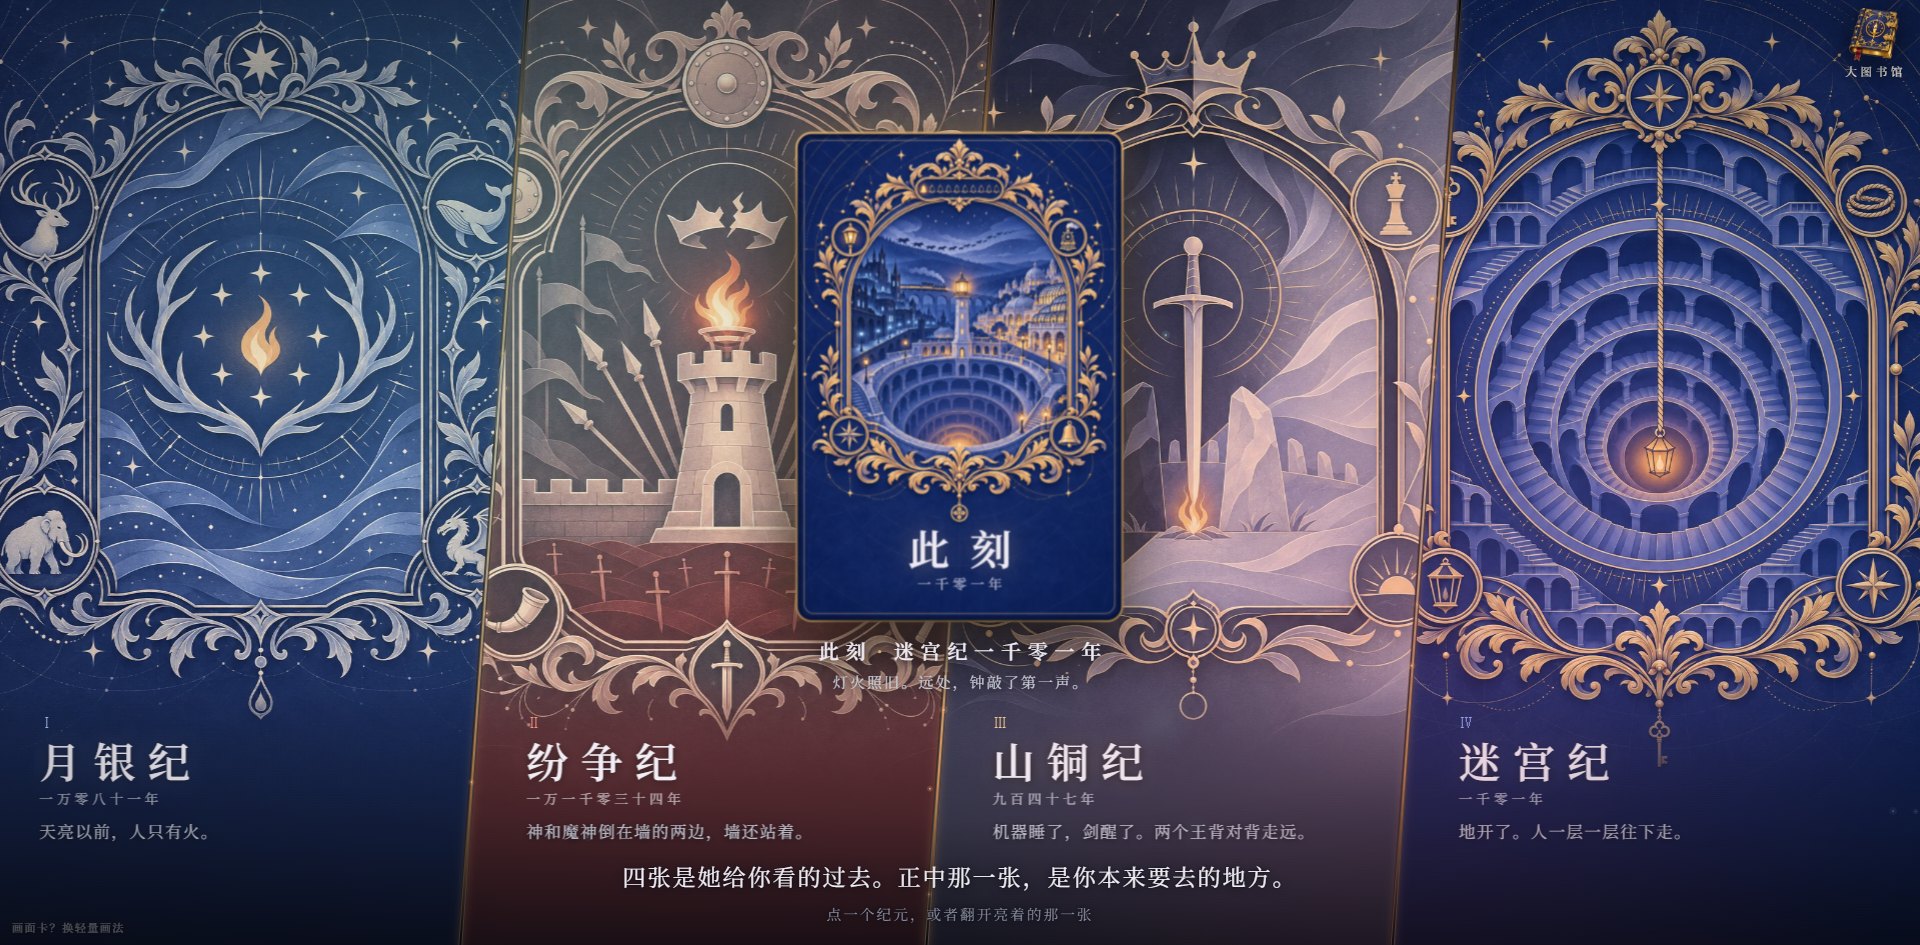 大图书馆
此刻
一千零一年
此刻·迷宫纪一千零一年
灯火照旧。远处，钟敲了第一声。
I
月银纪
一万零八十一年
天亮以前，人只有火。
II
纷争纪
一万一千零三十四年
神和魔神倒在墙的两边，墙还站着。
III
山铜纪
九百四十七年
机器睡了，剑醒了。两个王背对背走远。
IV
迷宫纪
一千零一年
地开了。人一层一层往下走。
四张是她给你看的过去。正中那一张，是你本来要去的地方。
点一个纪元，或者翻开亮着的那一张
画面卡？换轻量画法